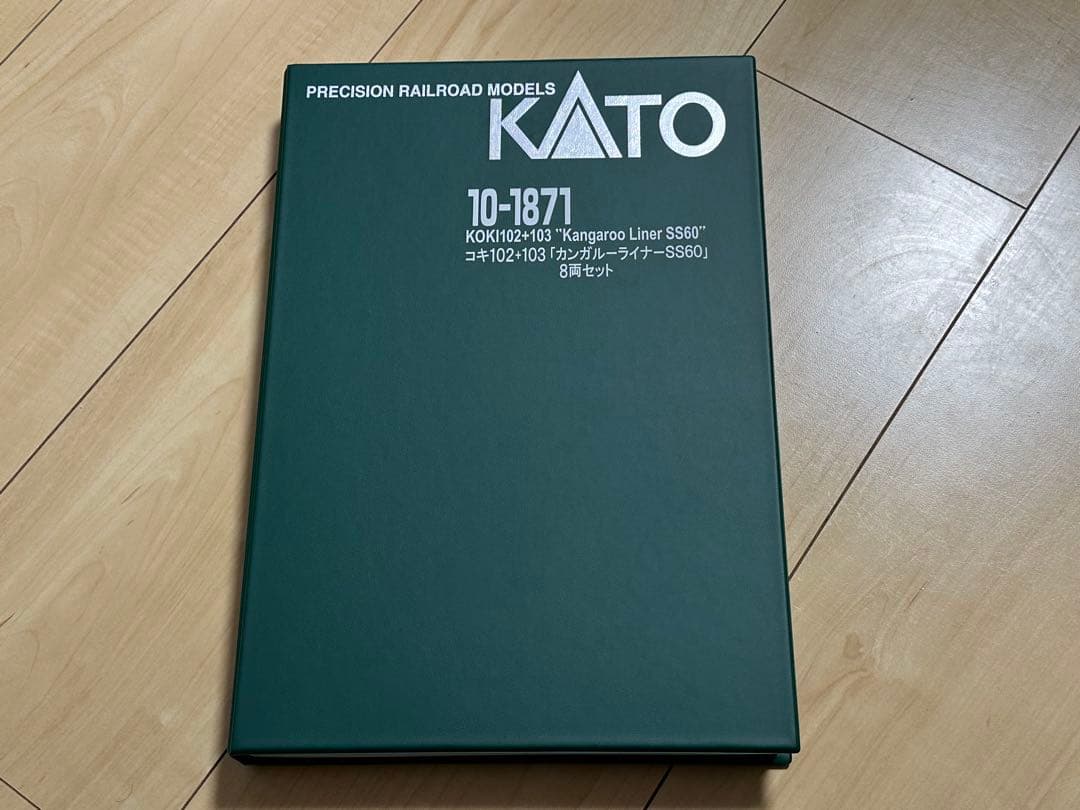 PRECISION RAILROAD MODELS
KATO
10-1871
KOKI102+103 "Kangaroo Liner SS60"
コキ102+103「カンガルーライナーSS60」
8両セット